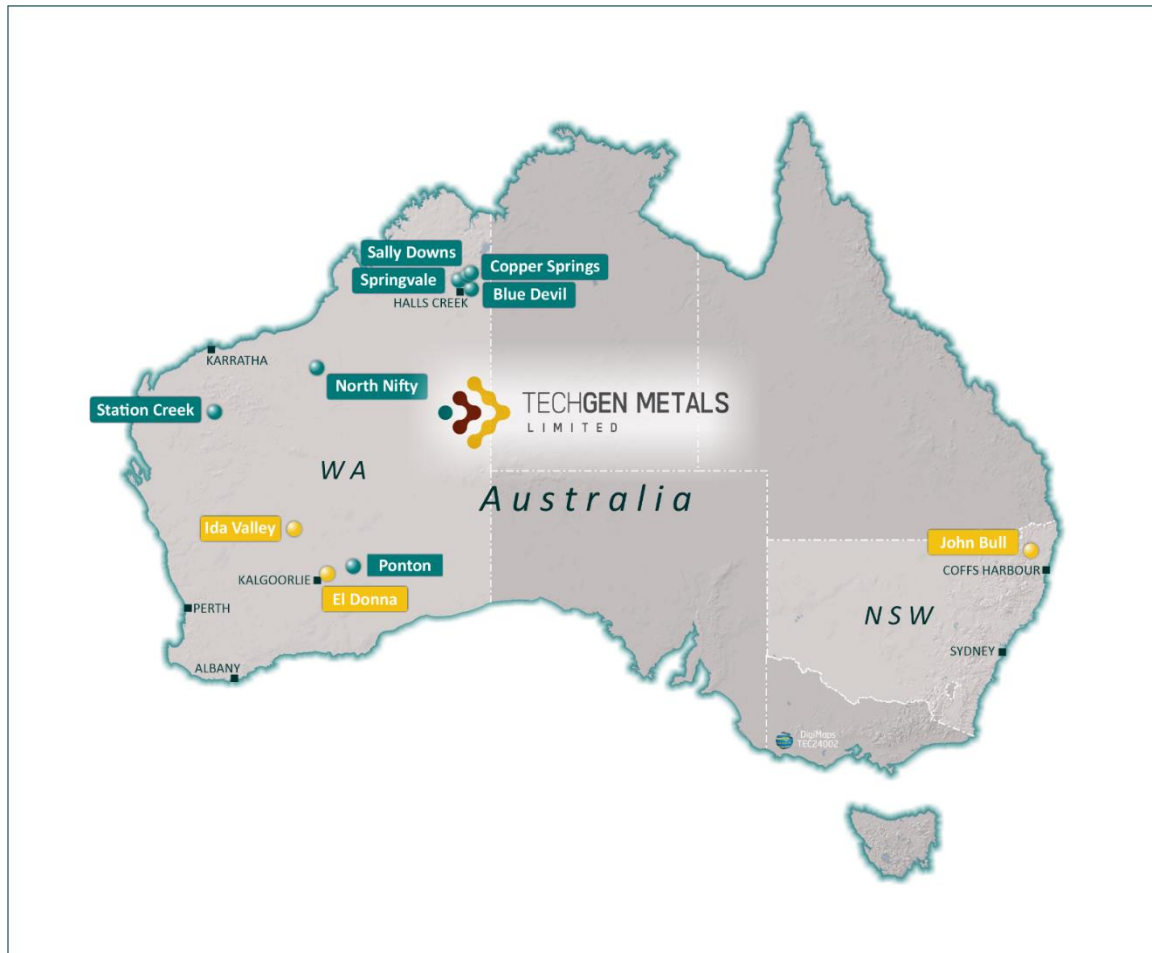 Sally Downs
Copper Springs
Springvale
Blue Devil
HALLS CREEK
KARRATHA
North Nifty
Station Creek
TECHGEN METALS
LIMITED
WA
Australia
Ida Valley
John Bull
Ponton
KALGOORLIE
El Donna
COFFS HARBOUR
PERTH
NSW
SYDNEY
ALBANY
DigiMaps
TEC24002